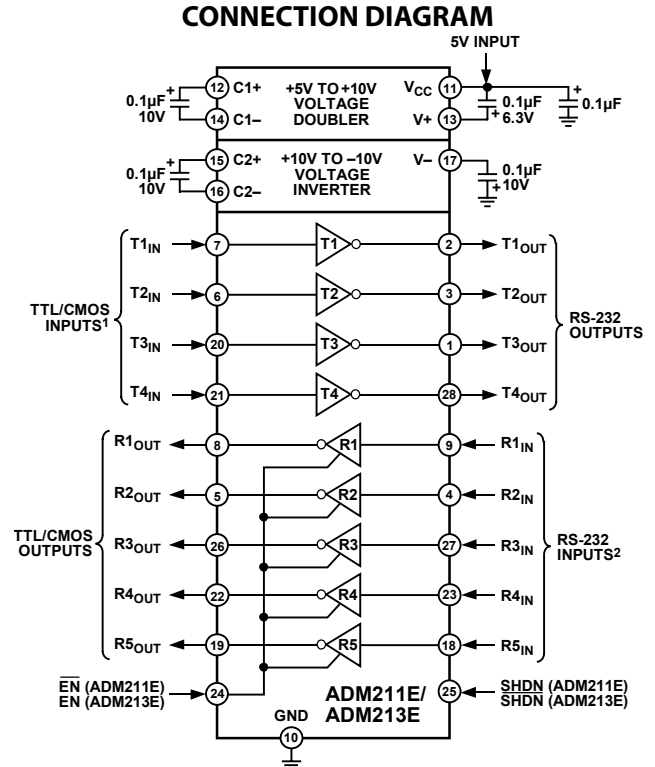 CONNECTION DIAGRAM
5V INPUT
12 C1+ +5V TO +10V VOLTAGE DOUBLER VCC 11
0.1µF 10V + 14 C1– V+ 13 + 0.1µF 6.3V + 0.1µF
15 C2+ +10V TO –10V VOLTAGE INVERTER V– 17
0.1µF 10V + 16 C2– + 0.1µF 10V
T1IN 7 T1 2 T1OUT
T2IN 6 T2 3 T2OUT
TTL/CMOS INPUTS1
RS-232 OUTPUTS
T3IN 20 T3 1 T3OUT
T4IN 21 T4 28 T4OUT
R1OUT 8 R1 9 R1IN
R2OUT 5 R2 4 R2IN
TTL/CMOS OUTPUTS
R3OUT 26 R3 27 R3IN
RS-232 INPUTS2
R4OUT 22 R4 23 R4IN
R5OUT 19 R5 18 R5IN
E̅N̅ (ADM211E)
EN (ADM213E)
24
ADM211E/
ADM213E
25
SHDN (ADM211E)
S̅H̅D̅N̅ (ADM213E)
GND
10